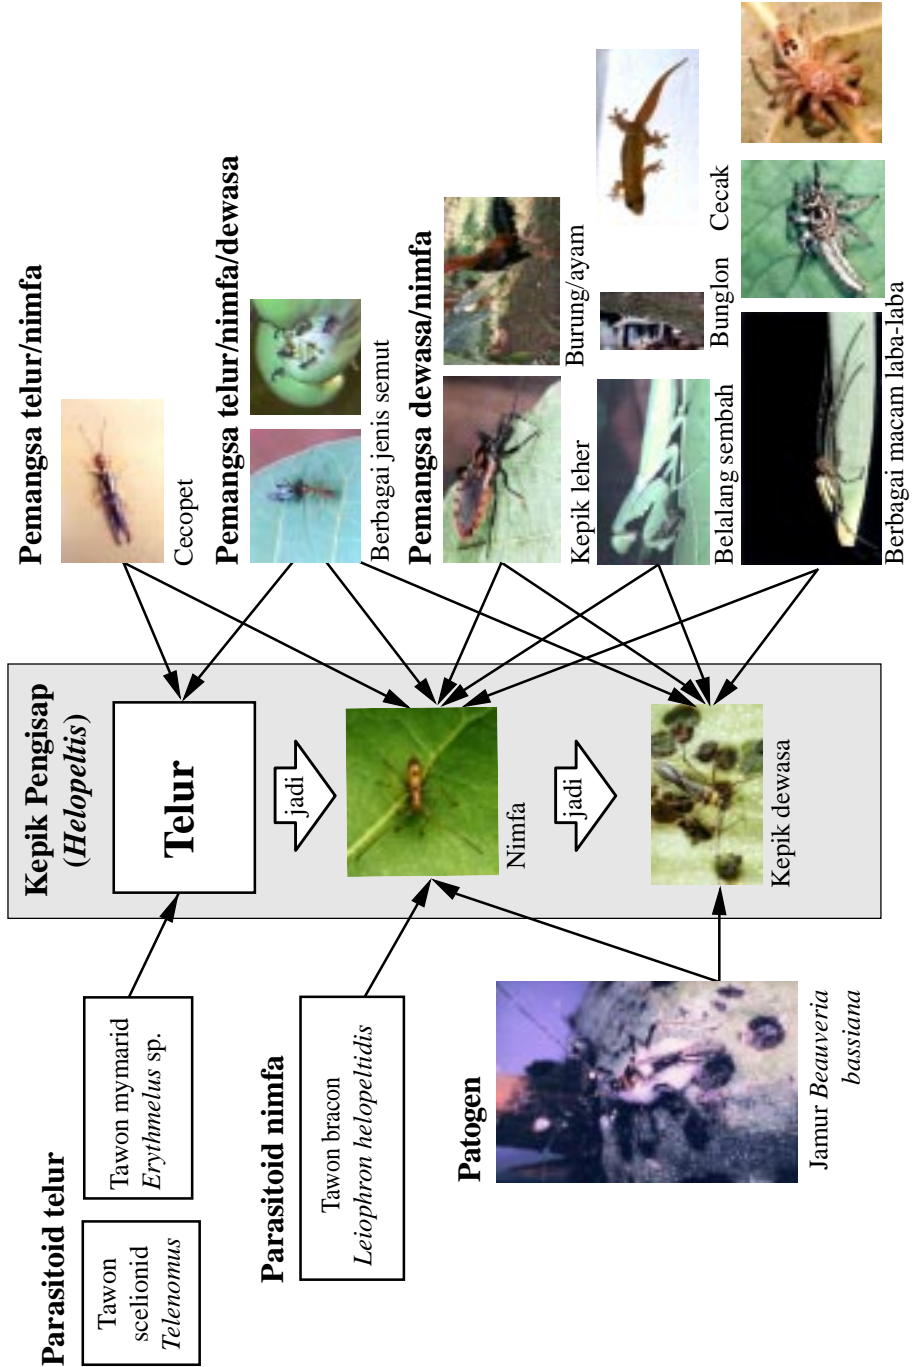 Parasitoid telur
Tawon
scelionid
Telenomus
Tawon mymarid
Erythmelus sp.
Parasitoid nimfa
Tawon bracon
Leiophron helopeltidis
Patogen
Jamur Beauveria
bassiana
Kepik Pengisap
(Helopeltis)
Telur
jadi
Nimfa
jadi
Kepik dewasa
Pemangsa telur/nimfa
Cecopet
Pemangsa telur/nimfa/dewasa
Berbagai jenis semut
Pemangsa dewasa/nimfa
Kepik leher
Burung/ayam
Belalang sembah
Bunglon
Cecak
Berbagai macam laba-laba